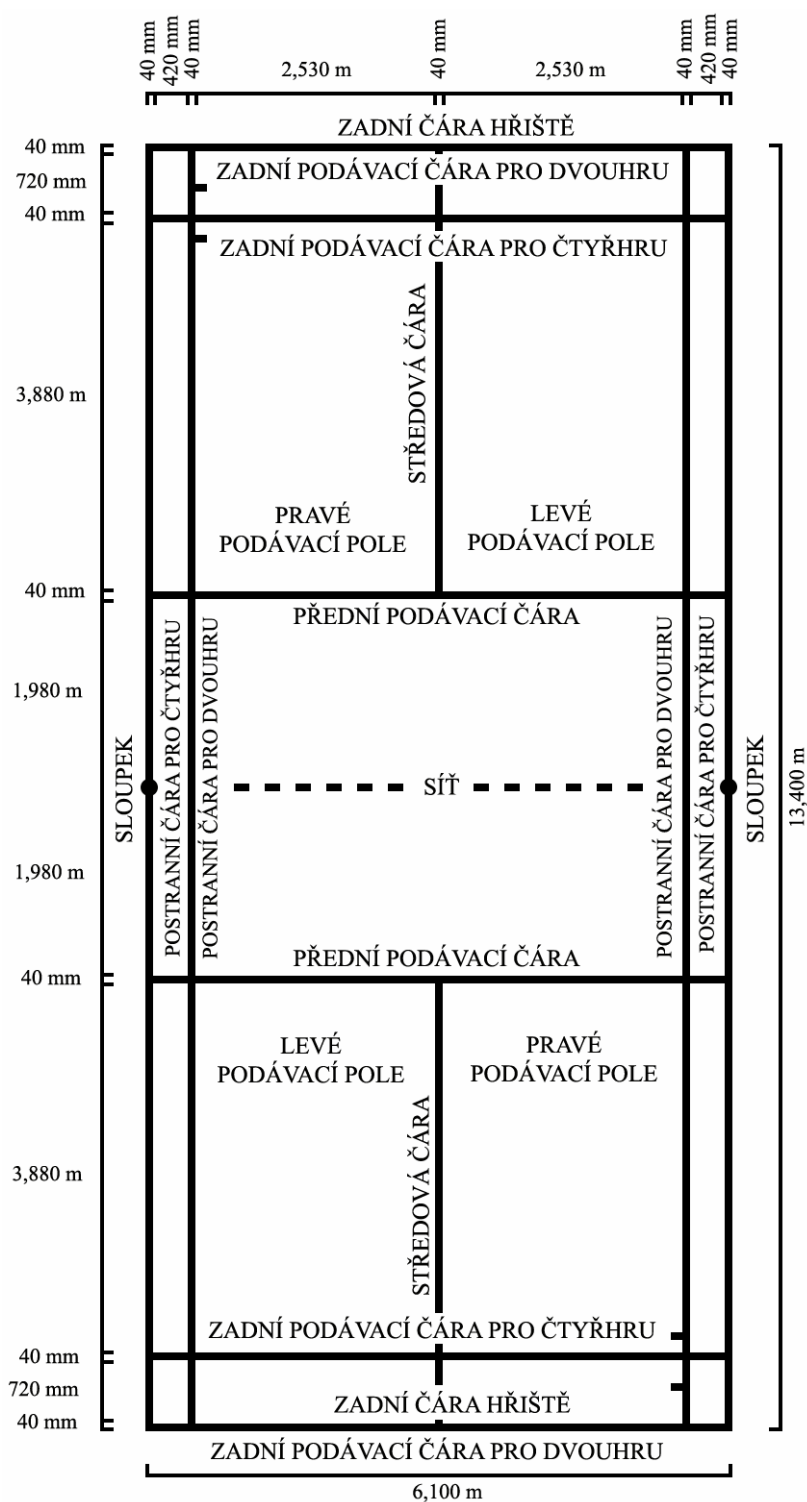 40 mm
420 mm
40 mm
2,530 m
40 mm
2,530 m
40 mm
420 mm
40 mm
ZADNÍ ČÁRA HŘIŠTĚ
40 mm
ZADNÍ PODÁVACÍ ČÁRA PRO DVOUHRU
720 mm
40 mm
ZADNÍ PODÁVACÍ ČÁRA PRO ČTYŘHRU
STŘEDOVÁ ČÁRA
3,880 m
PRAVÉ
PODÁVACÍ POLE
LEVÉ
PODÁVACÍ POLE
40 mm
PŘEDNÍ PODÁVACÍ ČÁRA
1,980 m
SLOUPEK
POSTRANNÍ ČÁRA PRO ČTYŘHRU
POSTRANNÍ ČÁRA PRO DVOUHRU
SÍŤ
POSTRANNÍ ČÁRA PRO DVOUHRU
POSTRANNÍ ČÁRA PRO ČTYŘHRU
SLOUPEK
13,400 m
1,980 m
PŘEDNÍ PODÁVACÍ ČÁRA
40 mm
LEVÉ
PODÁVACÍ POLE
PRAVÉ
PODÁVACÍ POLE
STŘEDOVÁ ČÁRA
3,880 m
ZADNÍ PODÁVACÍ ČÁRA PRO ČTYŘHRU
40 mm
720 mm
ZADNÍ ČÁRA HŘIŠTĚ
40 mm
ZADNÍ PODÁVACÍ ČÁRA PRO DVOUHRU
6,100 m